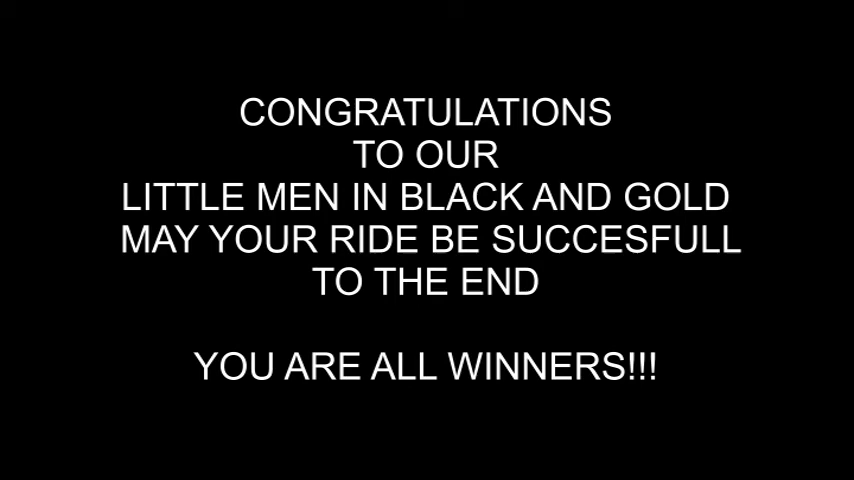 CONGRATULATIONS
TO OUR
LITTLE MEN IN BLACK AND GOLD
MAY YOUR RIDE BE SUCCESFULL
TO THE END
YOU ARE ALL WINNERS!!!